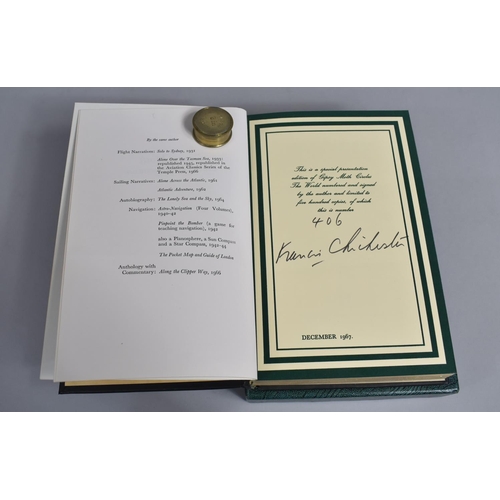 By the same author
Flight Narratives: Solo to Sydney, 1931
Alone Over the Tasman Sea, 1933;
republished 1945, republished in
the Aviation Classics Series of the
Temple Press, 1966
Sailing Narratives: Alone Across the Atlantic, 1961
Atlantic Adventure, 1962
Autobiography: The Lonely Sea and the Sky, 1964
Navigation: Astro-Navigation (Four Volumes),
1940-42
Pinpoint the Bomber (a game for
teaching navigation), 1942
also a Planisphere, a Sun Compass
and a Star Compass, 1942-43
The Pocket Map and Guide of London
Anthology with
Commentary: Along the Clipper Way, 1966
This is a special presentation
edition of Gipsy Moth Circles
The World numbered and signed
by the author and limited to
five hundred copies, of which
this is number
406
Francis Chichester
DECEMBER 1967.